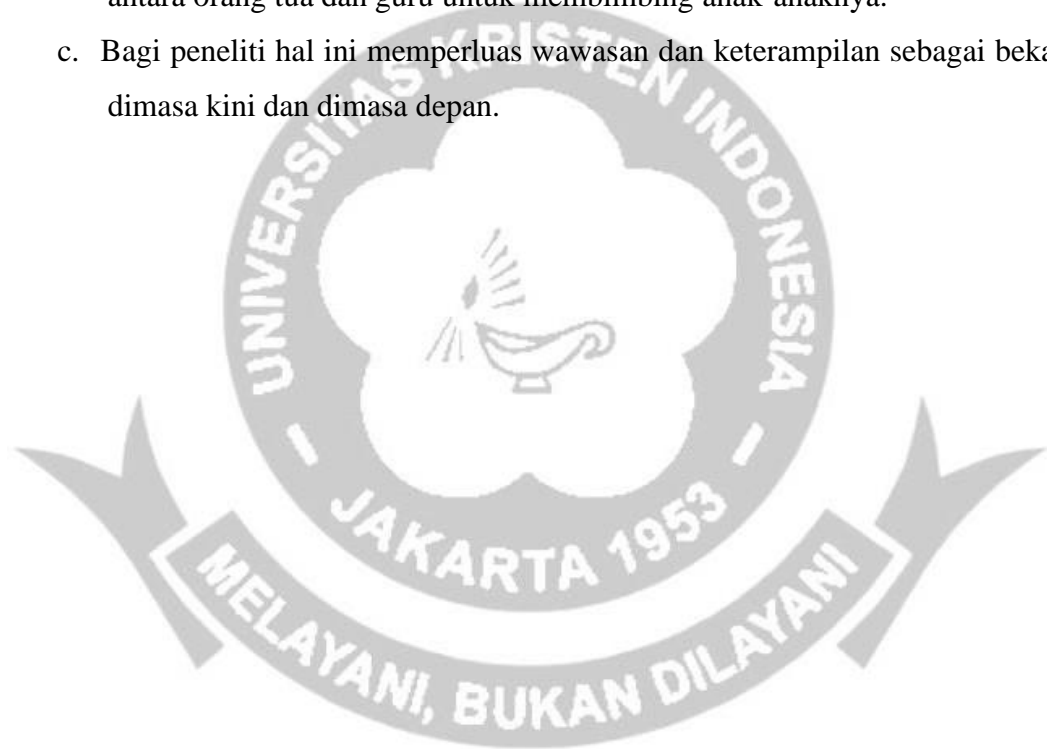 antara orang tua dan guru untuk membimbing anak-anaknya.
c. Bagi peneliti hal ini memperluas wawasan dan keterampilan sebagai beka
dimasa kini dan dimasa depan.
UNIVERSITAS KRISTEN INDONESIA
- JAKARTA 1953 -
MELAYANI, BUKAN DILAYANI